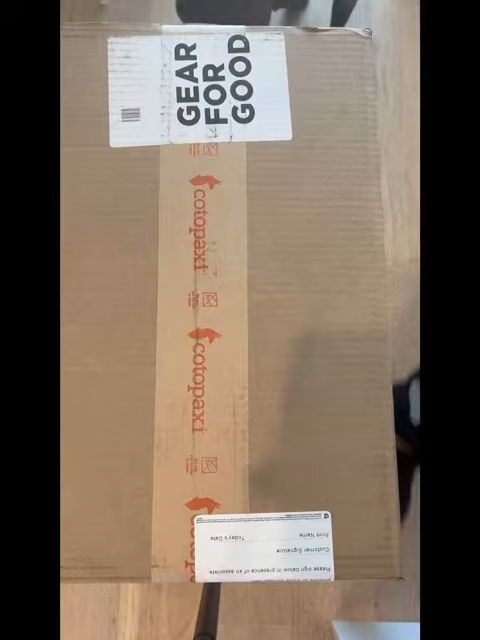 GEAR
FOR
GOOD
cotopaxi
cotopaxi
cotopa
Today's Date
Print Name
Customer Signature
Please sign below in presence of an associate